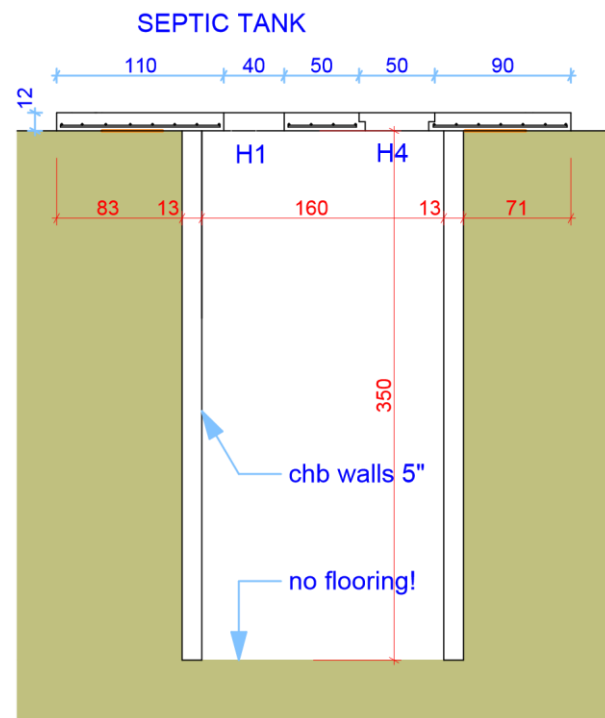 SEPTIC TANK
110 40 50 50 90
12
H1 H4
83 13 160 13 71
350
chb walls 5"
no flooring!